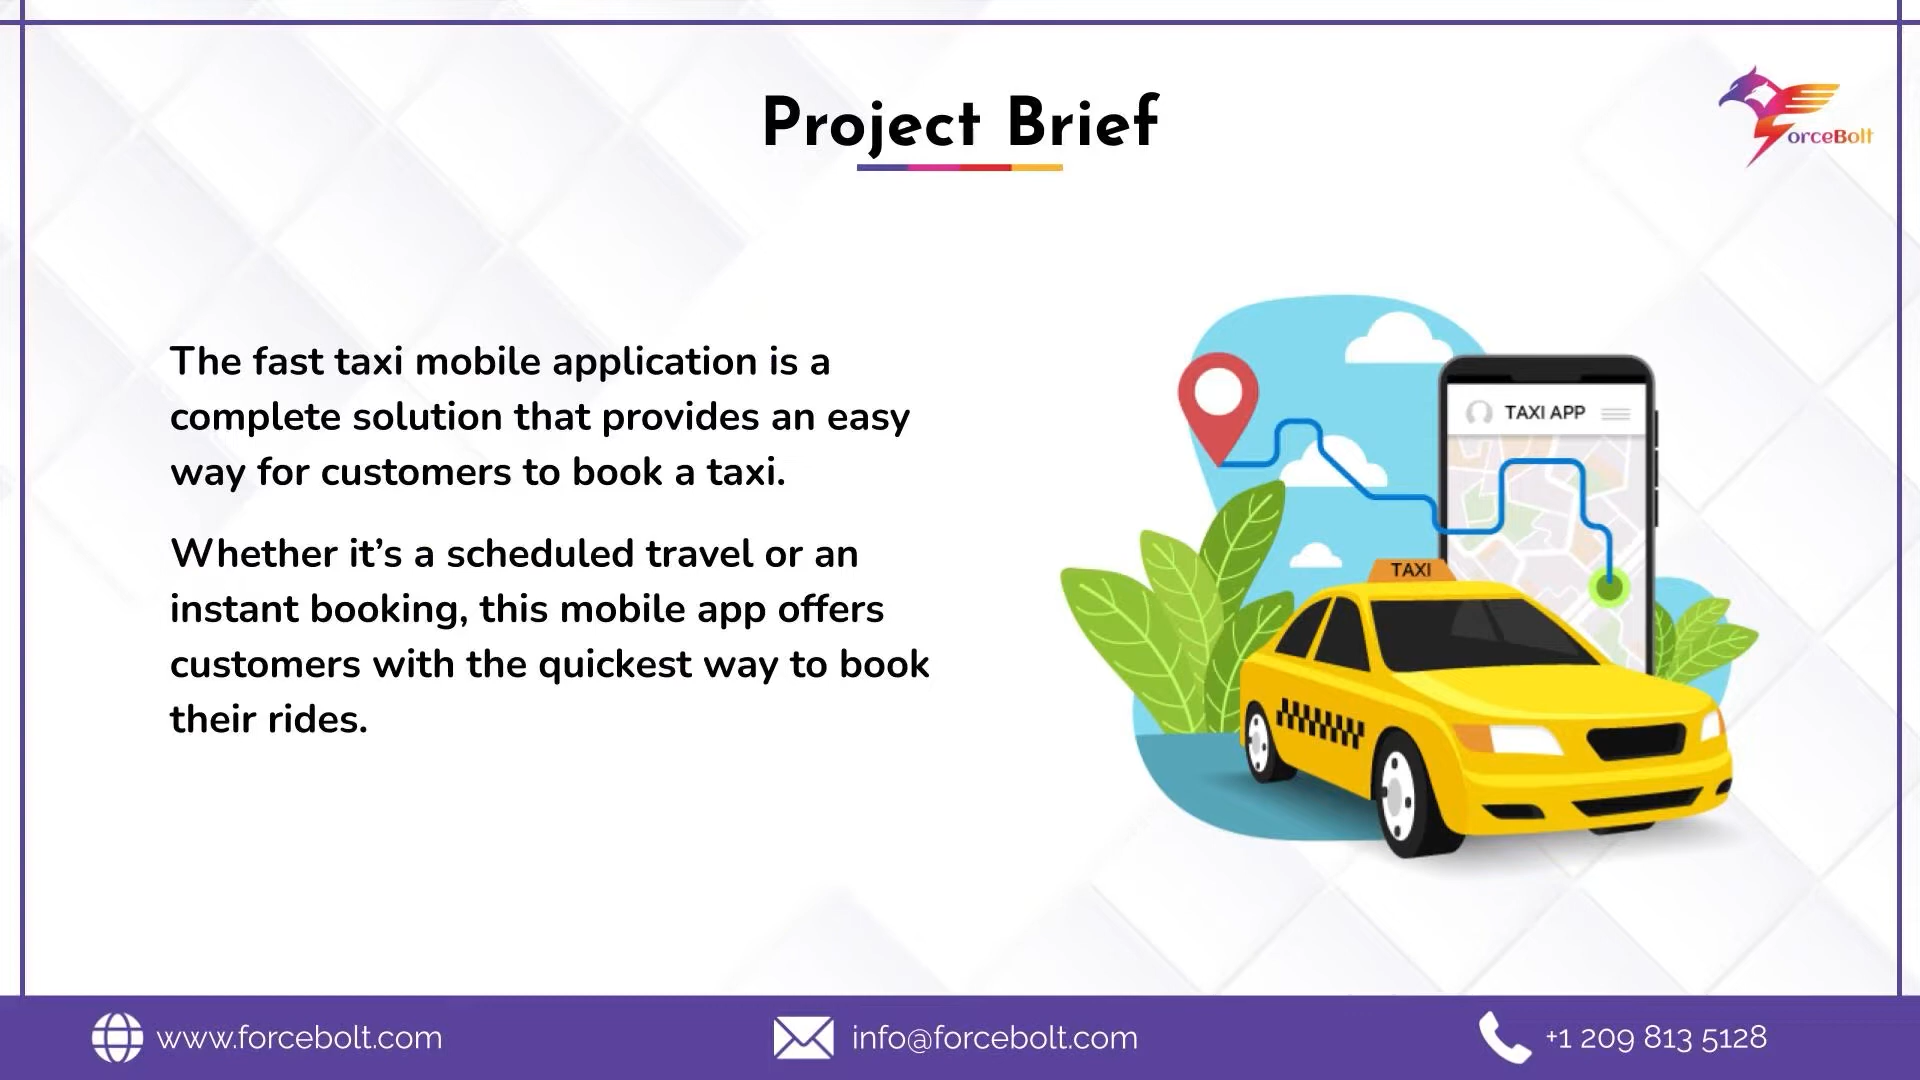 Project Brief
orceBolt
The fast taxi mobile application is a
complete solution that provides an easy
way for customers to book a taxi.
Whether it’s a scheduled travel or an
instant booking, this mobile app offers
customers with the quickest way to book
their rides.
TAXI APP
TAXI
www.forcebolt.com
info@forcebolt.com
+1 209 813 5128